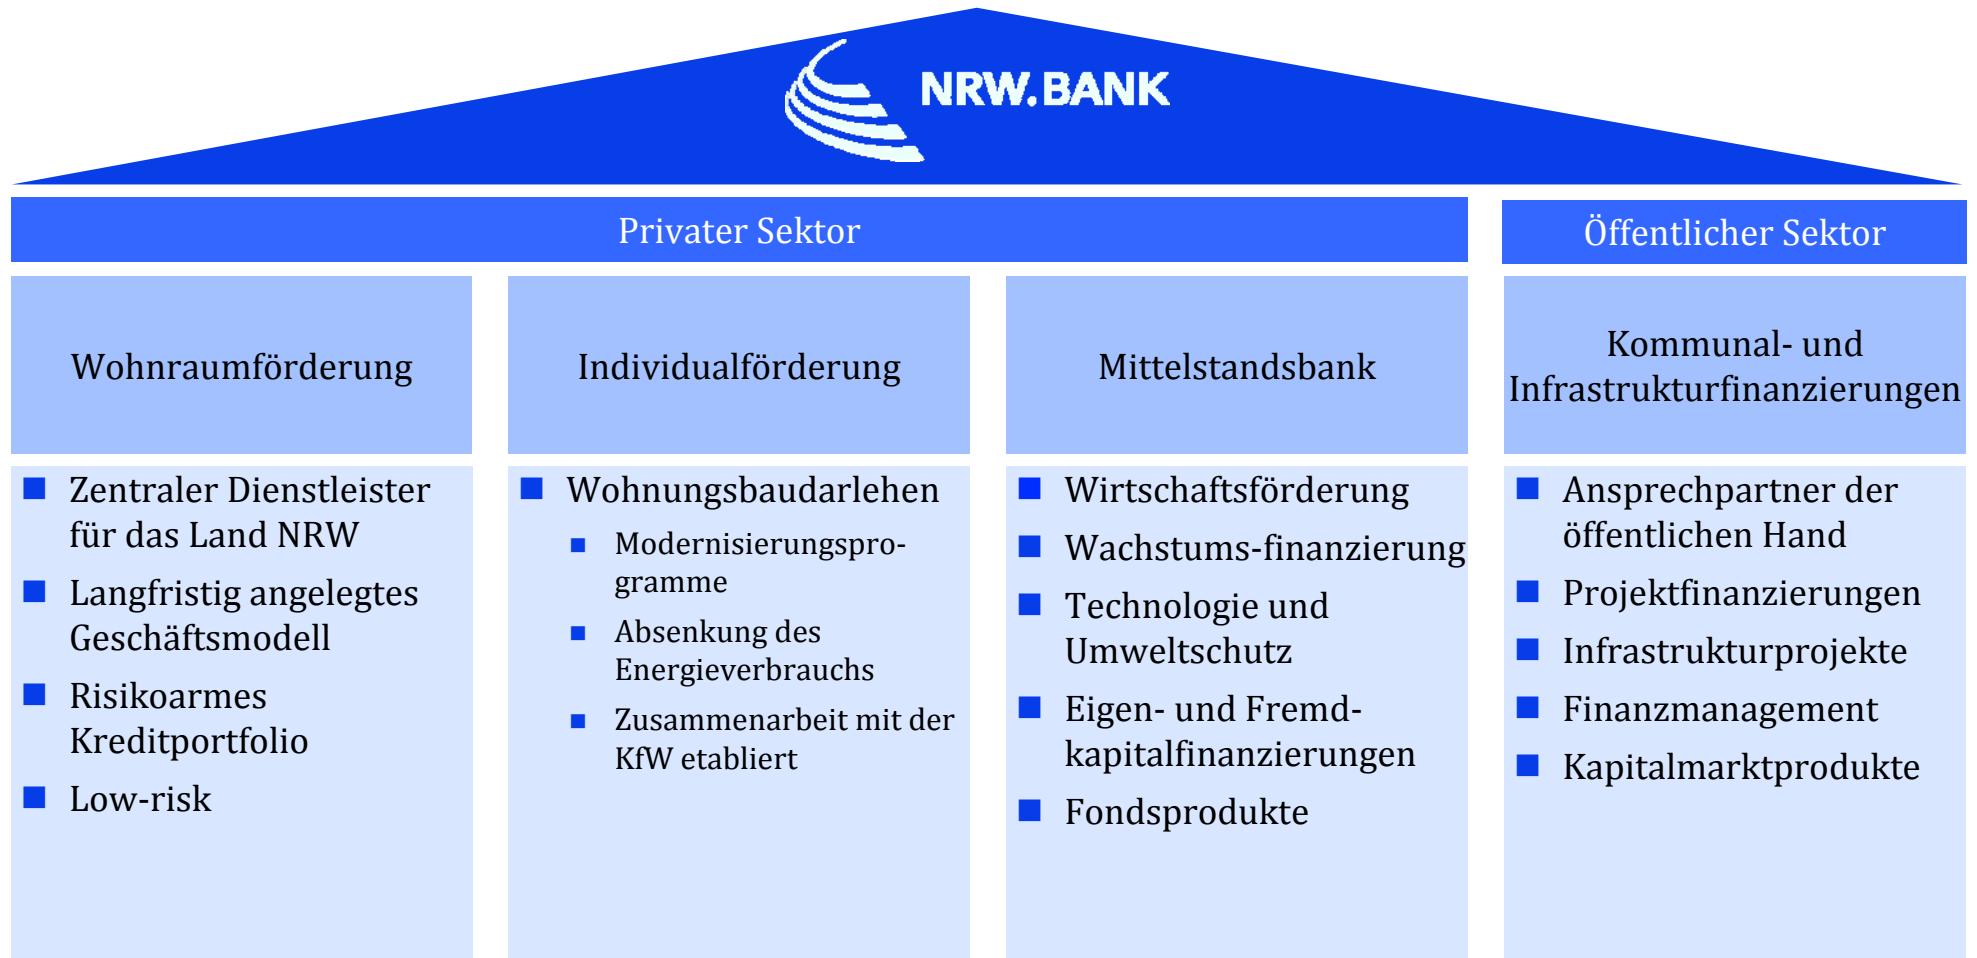 NRW.BANK
Privater Sektor
Öffentlicher Sektor
Wohnraumförderung
Individualförderung
Mittelstandsbank
Kommunal- und
Infrastrukturfinanzierungen
Zentraler Dienstleister
für das Land NRW
Langfristig angelegtes
Geschäftsmodell
Risikoarmes
Kreditportfolio
Low-risk
Wohnungsbaudarlehen
Modernisierungspro-
gramme
Absenkung des
Energieverbrauchs
Zusammenarbeit mit der
KfW etabliert
Wirtschaftsförderung
Wachstums-finanzierung
Technologie und
Umweltschutz
Eigen- und Fremd-
kapitalfinanzierungen
Fondsprodukte
Ansprechpartner der
öffentlichen Hand
Projektfinanzierungen
Infrastrukturprojekte
Finanzmanagement
Kapitalmarktprodukte